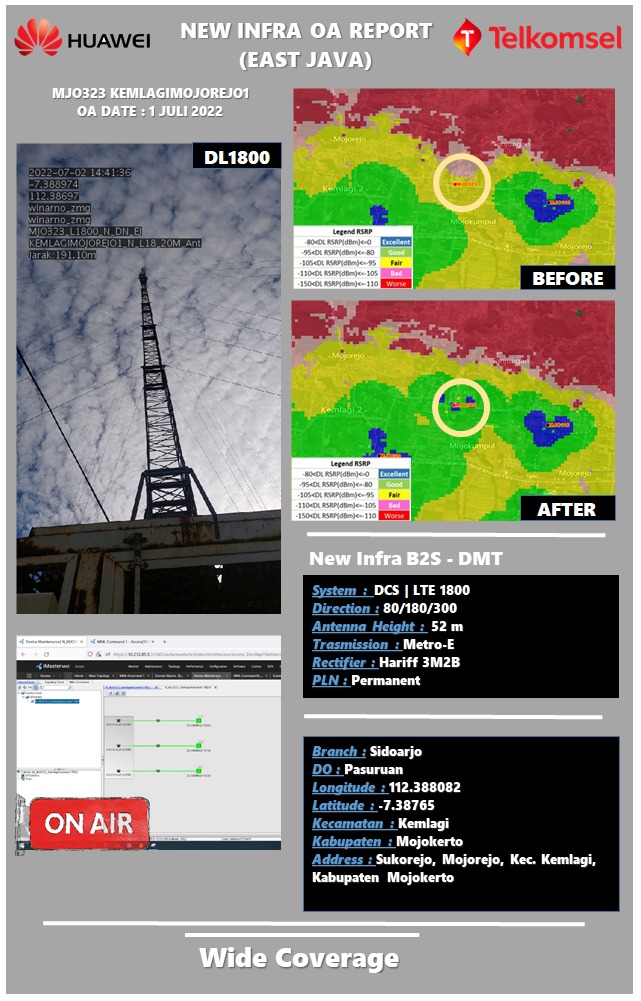 HUAWEI
NEW INFRA OA REPORT
(EAST JAVA)
Telkomsel
MJO323 KEMLAGIMOJOREJO1
OA DATE : 1 JULI 2022
DL1800
2022-07-02 14:41:36
-7.388974
112.38697
winarno_zmg
winarno_zmg
MJO323_L1800_N_DN_EJ
KEMLAGIMOJOREJO1_N_L18_20M_Ant
Jarak:191,10m
Mojorejo
Kemlagi 2
Mojokumpul
Mojorejo
Legend RSRP
-80<DL RSRP(dBm)<=0 Excellent
-95<DL RSRP(dBm)<=-80 Good
-105<DL RSRP(dBm)<=-95 Fair
-110<DL RSRP(dBm)<=-105 Bad
-150<DL RSRP(dBm)<=-110 Worse
BEFORE
Mojorejo
Kemlagi 2
Mojokumpul
Mojorejo
Legend RSRP
-80<DL RSRP(dBm)<=0 Excellent
-95<DL RSRP(dBm)<=-80 Good
-105<DL RSRP(dBm)<=-95 Fair
-110<DL RSRP(dBm)<=-105 Bad
-150<DL RSRP(dBm)<=-110 Worse
AFTER
New Infra B2S - DMT
System : DCS | LTE 1800
Direction : 80/180/300
Antenna Height : 52 m
Trasmission : Metro-E
Rectifier : Hariff 3M2B
PLN : Permanent
iMaster MAE
ON AIR
Branch : Sidoarjo
DO : Pasuruan
Longitude : 112.388082
Latitude : -7.38765
Kecamatan : Kemlagi
Kabupaten : Mojokerto
Address : Sukorejo, Mojorejo, Kec. Kemlagi,
Kabupaten Mojokerto
Wide Coverage